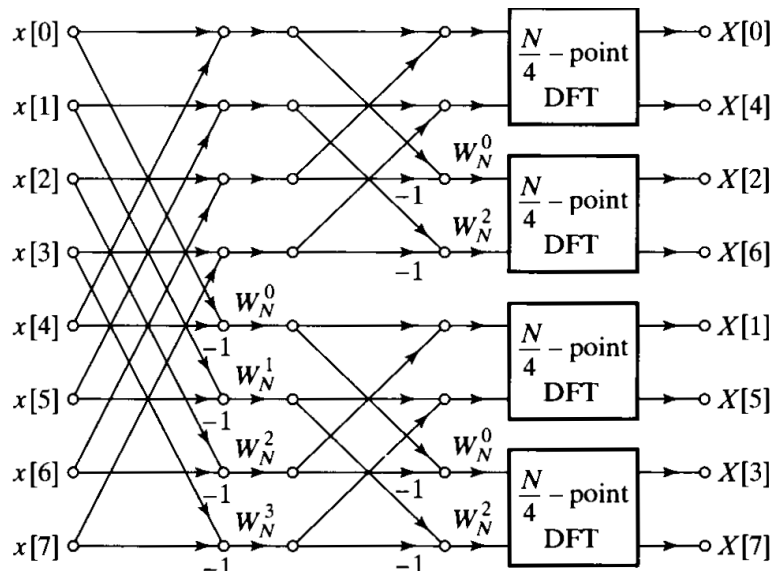 x[0]
x[1]
x[2]
x[3]
x[4]
x[5]
x[6]
x[7]
W_N^0
-1
W_N^1
-1
W_N^2
-1
W_N^3
-1
W_N^0
-1
W_N^2
-1
W_N^0
-1
W_N^2
-1
N/4 – point
DFT
N/4 – point
DFT
N/4 – point
DFT
N/4 – point
DFT
X[0]
X[4]
X[2]
X[6]
X[1]
X[5]
X[3]
X[7]